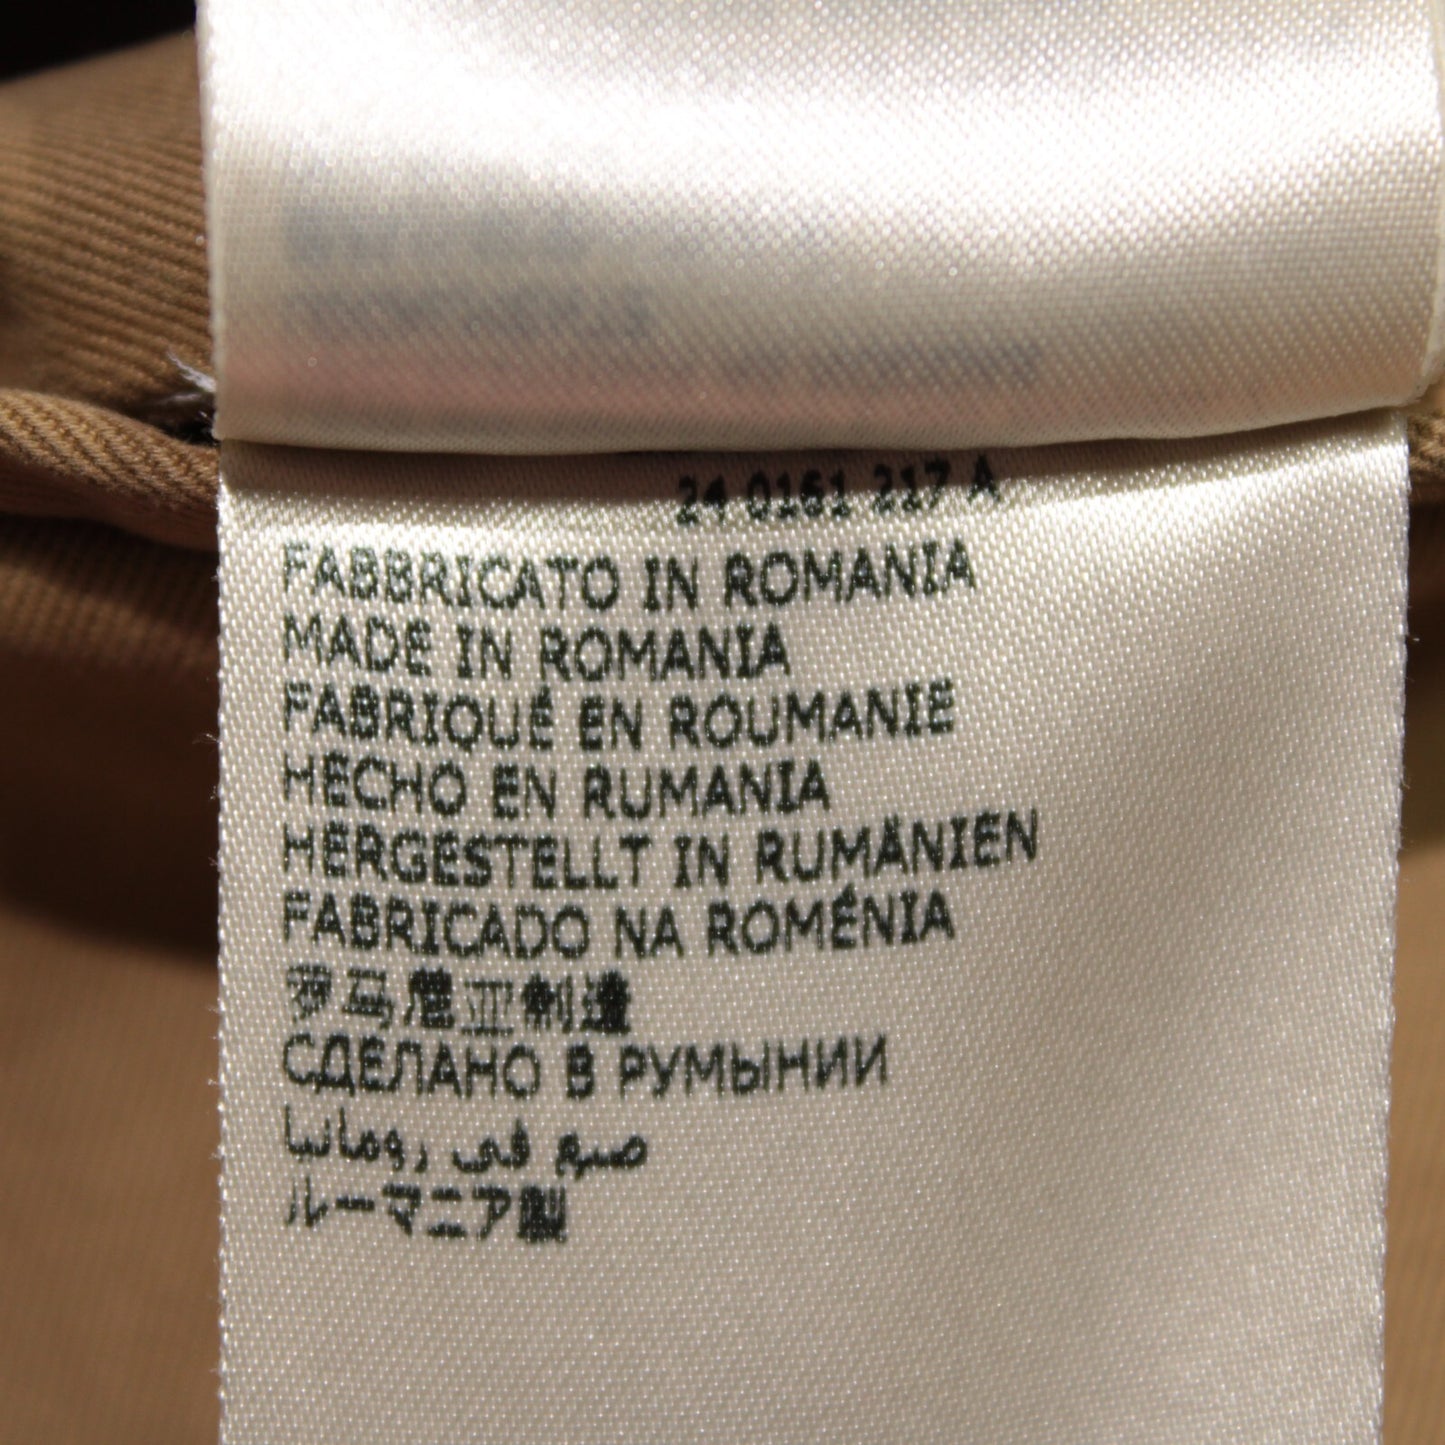 24 0161 217 A
FABBRICATO IN ROMANIA
MADE IN ROMANIA
FABRIQUÉ EN ROUMANIE
HECHO EN RUMANIA
HERGESTELLT IN RUMÄNIEN
FABRICADO NA ROMÉNIA
罗马尼亚制造
СДЕЛАНО В РУМЫНИИ
صنع في رومانيا
ルーマニア製